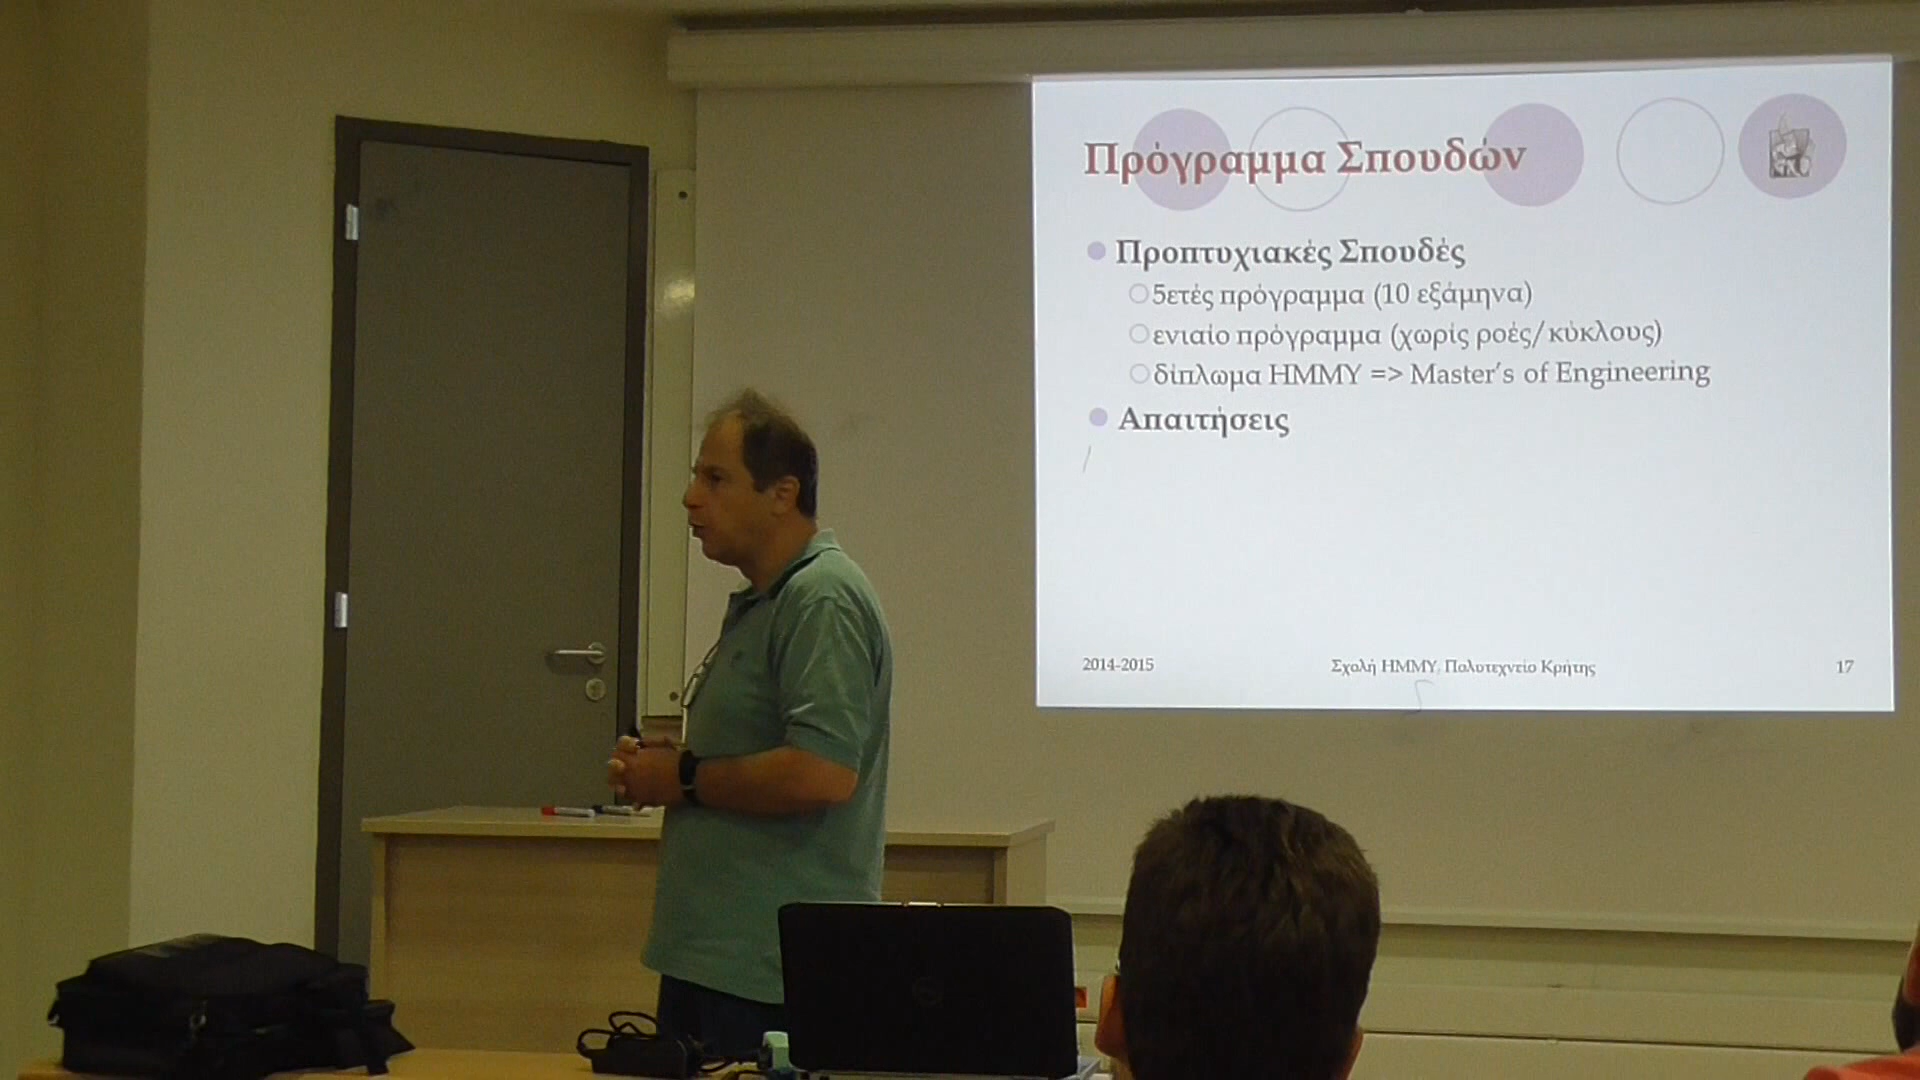 Πρόγραμμα Σπουδών
Προπτυχιακές Σπουδές
5ετές πρόγραμμα (10 εξάμηνα)
ενιαίο πρόγραμμα (χωρίς ροές/κύκλους)
δίπλωμα ΗΜΜΥ => Master's of Engineering
Απαιτήσεις
2014-2015
Σχολή ΗΜΜΥ, Πολυτεχνείο Κρήτης
17